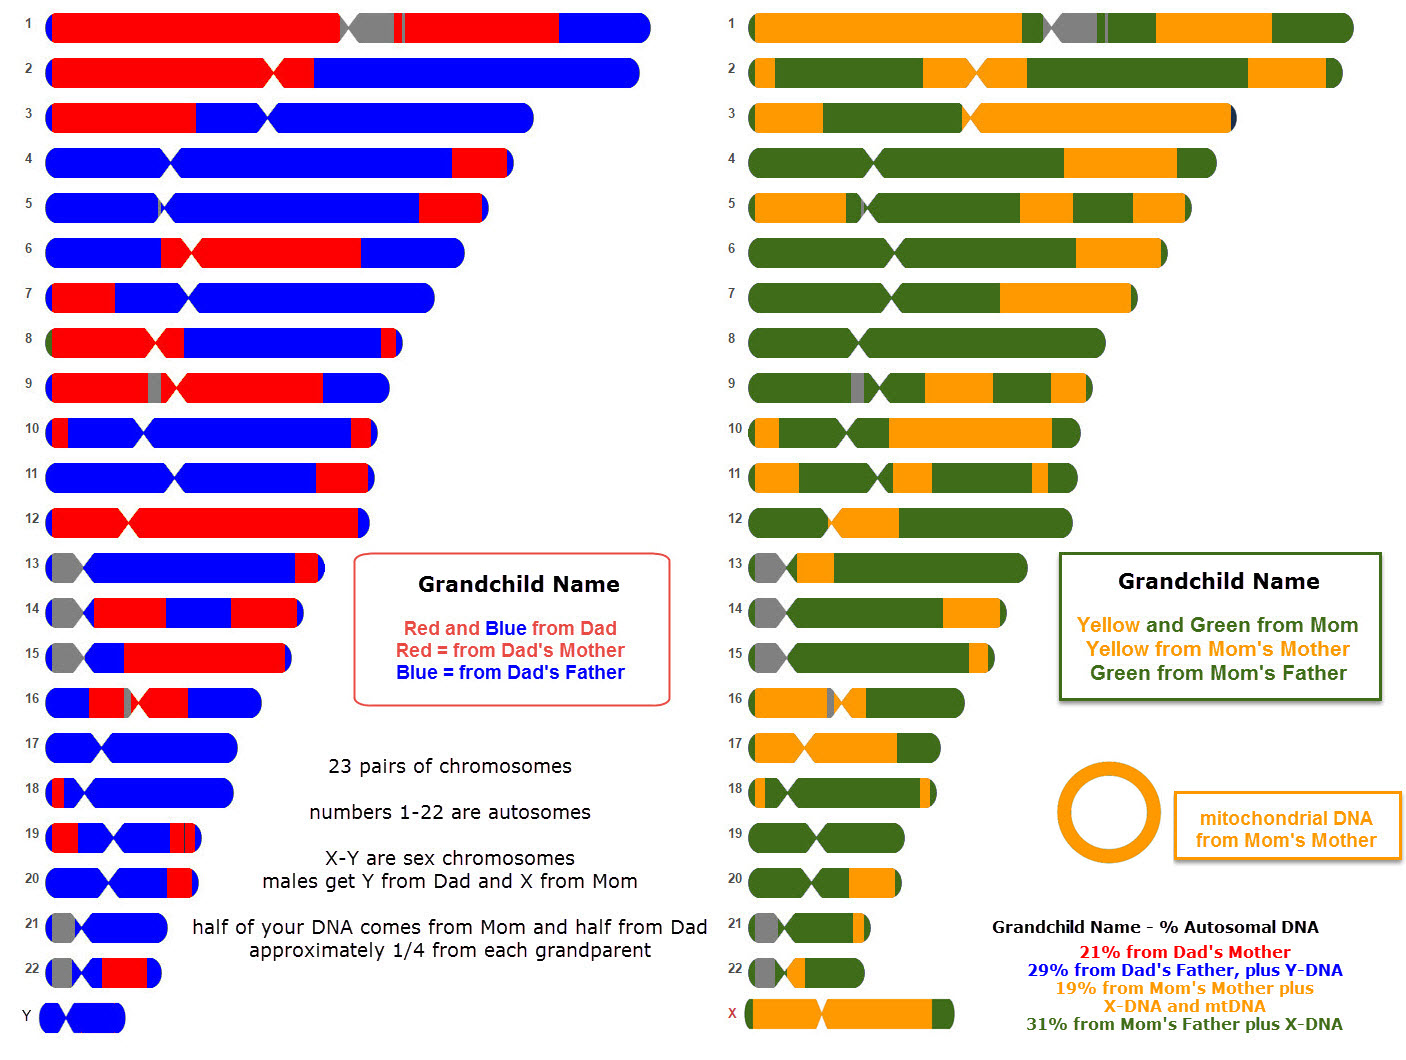 1
2
3
4
5
6
7
8
9
10
11
12
13
14
15
16
17
18
19
20
21
22
Y
Grandchild Name
Red and Blue from Dad
Red = from Dad's Mother
Blue = from Dad's Father
23 pairs of chromosomes
numbers 1-22 are autosomes
X-Y are sex chromosomes
males get Y from Dad and X from Mom
half of your DNA comes from Mom and half from Dad
approximately 1/4 from each grandparent
1
2
3
4
5
6
7
8
9
10
11
12
13
14
15
16
17
18
19
20
21
22
X
Grandchild Name
Yellow and Green from Mom
Yellow from Mom's Mother
Green from Mom's Father
mitochondrial DNA
from Mom's Mother
Grandchild Name - % Autosomal DNA
21% from Dad's Mother
29% from Dad's Father, plus Y-DNA
19% from Mom's Mother plus
X-DNA and mtDNA
31% from Mom's Father plus X-DNA